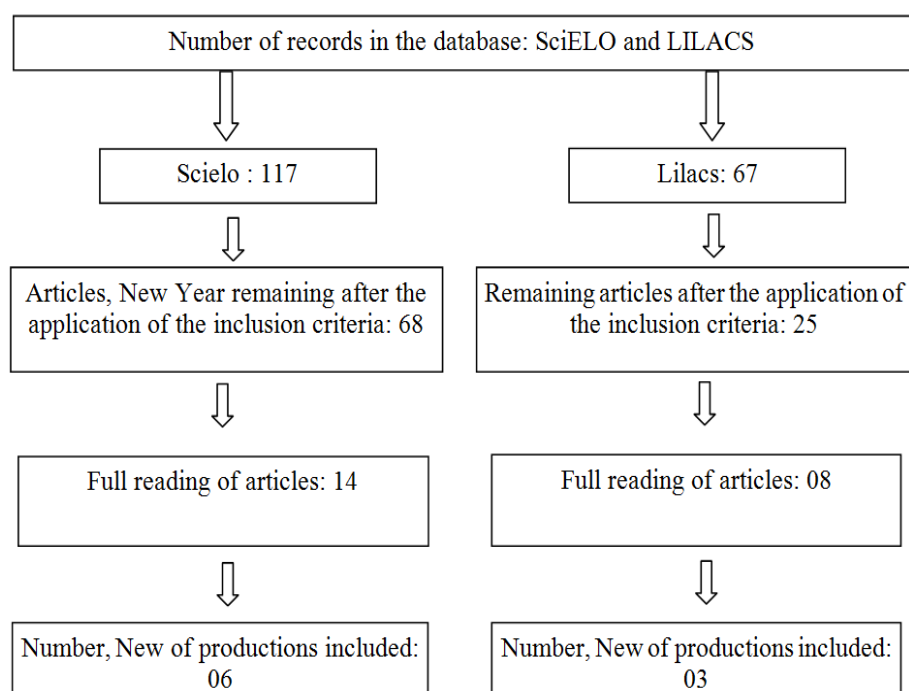 Number of records in the database: SciELO and LILACS
Scielo : 117
Lilacs: 67
Articles, New Year remaining after the
application of the inclusion criteria: 68
Remaining articles after the application of
the inclusion criteria: 25
Full reading of articles: 14
Full reading of articles: 08
Number, New of productions included:
06
Number, New of productions included:
03